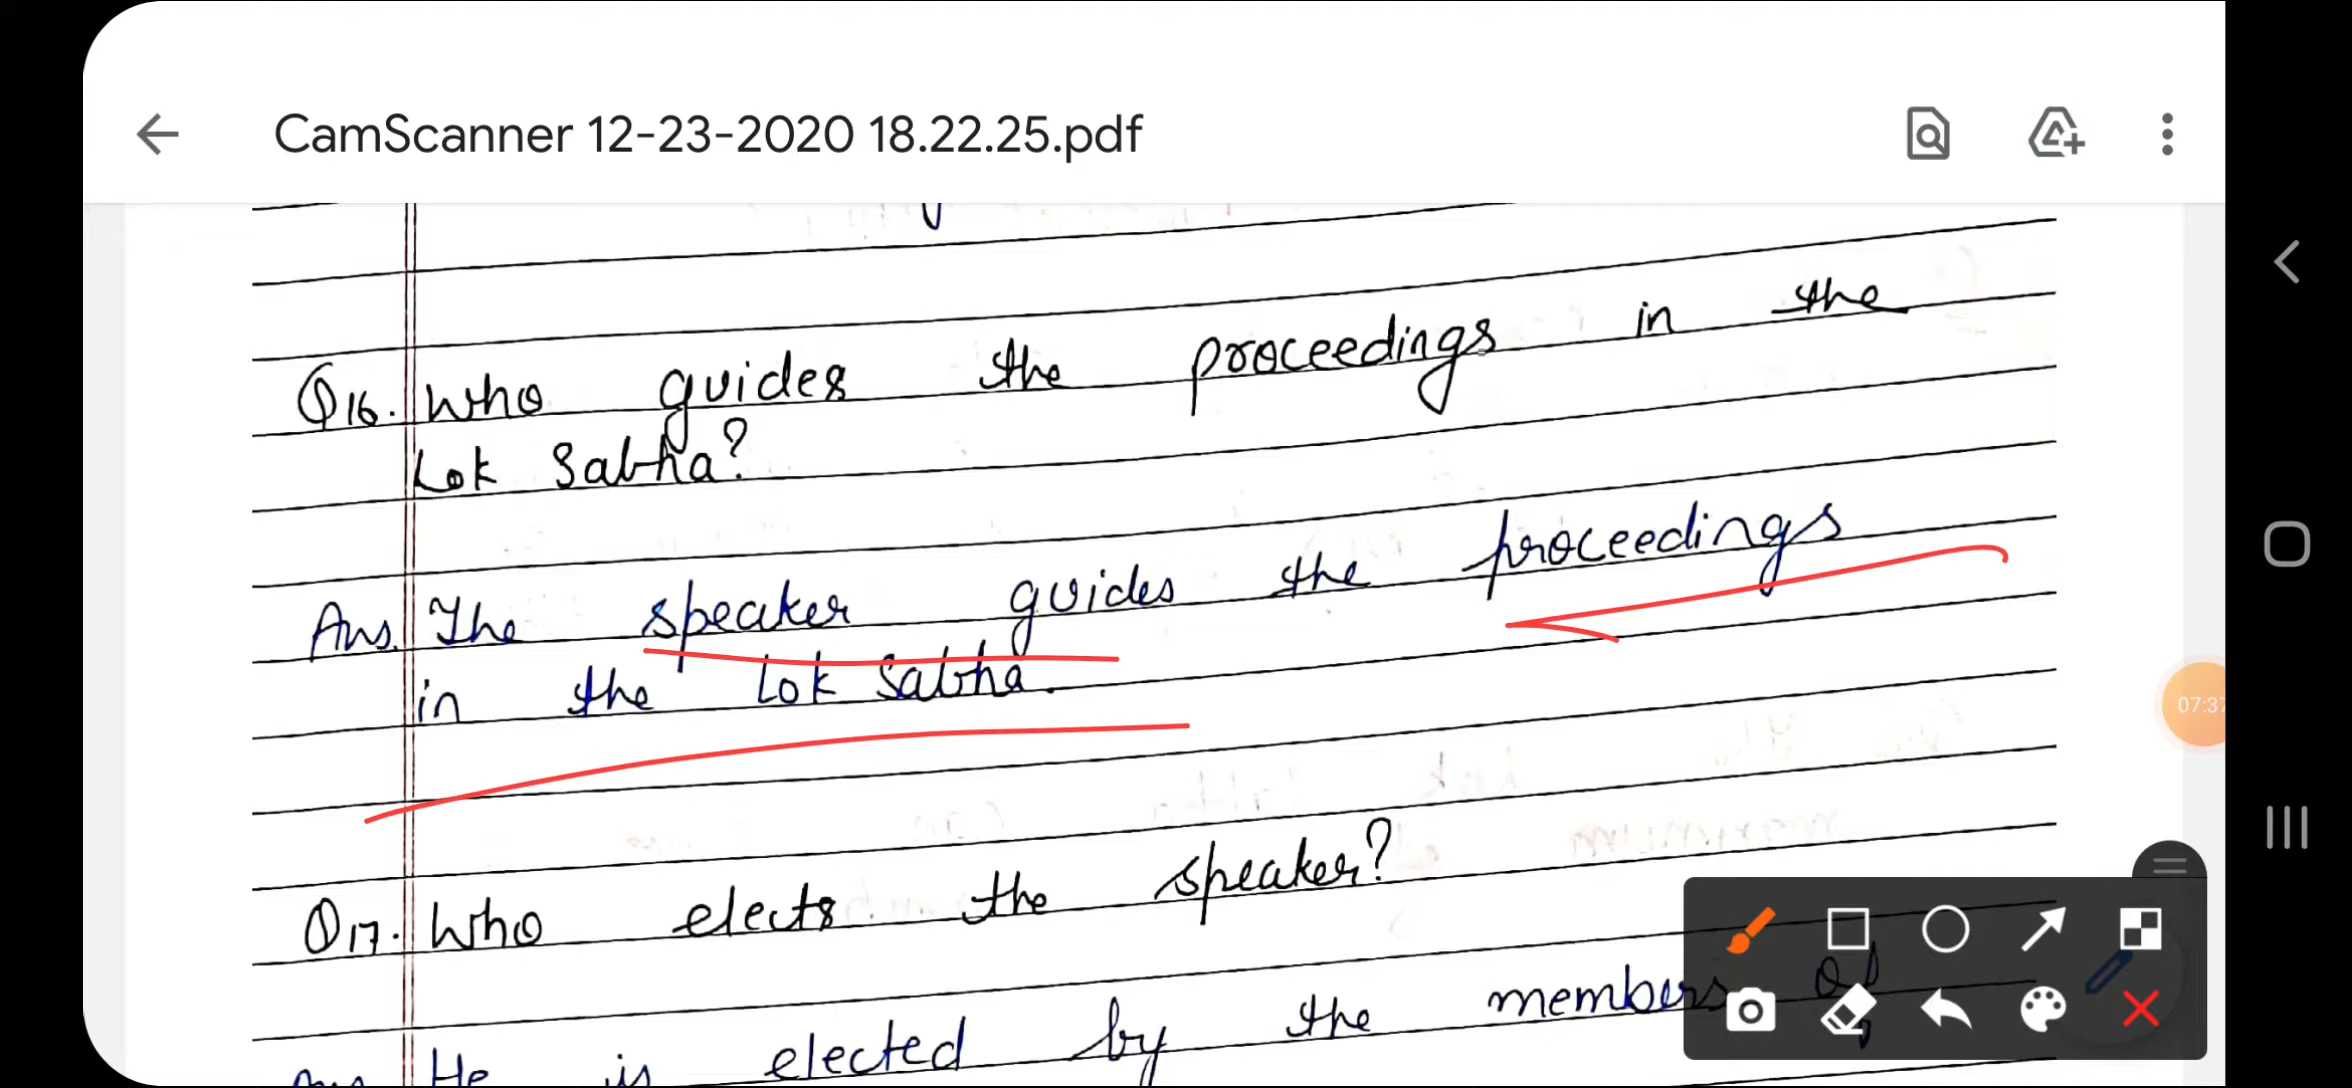 CamScanner 12-23-2020 18.22.25.pdf
Q16. Who guides the proceedings in the
Lok Sabha?
Ans. The speaker guides the proceedings
in the Lok Sabha.
07:37
Q17. Who elects the speaker?
Ans. He is elected by the members of